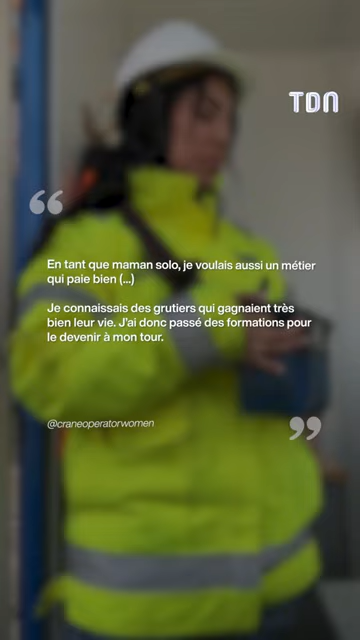 TDN
“
En tant que maman solo, je voulais aussi un métier
qui paie bien (...)
Je connaissais des grutiers qui gagnaient très
bien leur vie. J'ai donc passé des formations pour
le devenir à mon tour.
@craneoperatorwomen
”